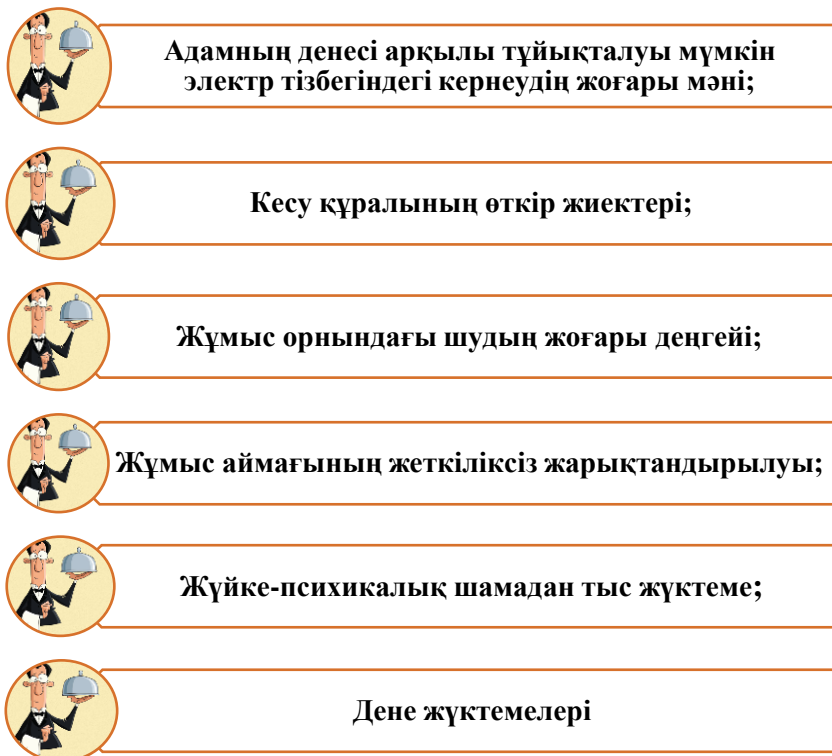 Адамның денесі арқылы тұйықталуы мүмкін
электр тізбегіндегі кернеудің жоғары мәні;
Кесу құралының өткір жиектері;
Жұмыс орнындағы шудың жоғары деңгейі;
Жұмыс аймағының жеткіліксіз жарықтандырылуы;
Жүйке-психикалық шамадан тыс жүктеме;
Дене жүктемелері